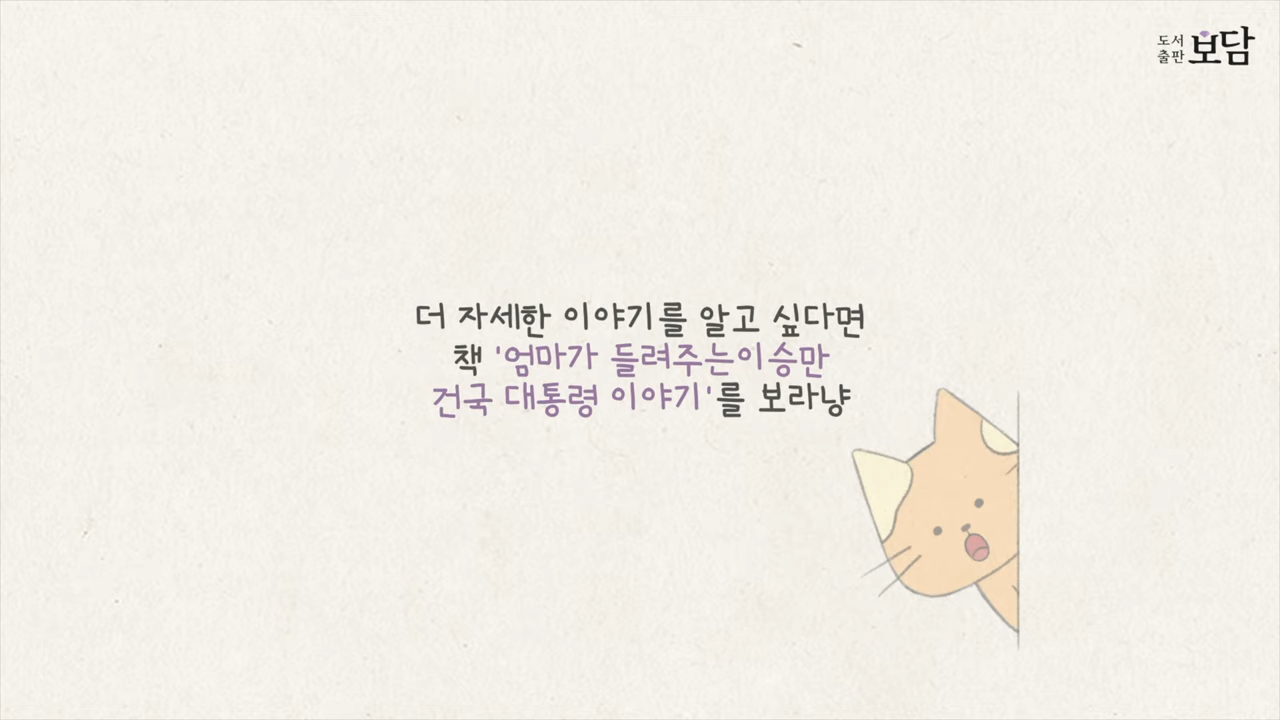 도서
출판
보담
더 자세한 이야기를 알고 싶다면
책 '엄마가 들려주는이승만
건국 대통령 이야기'를 보라냥